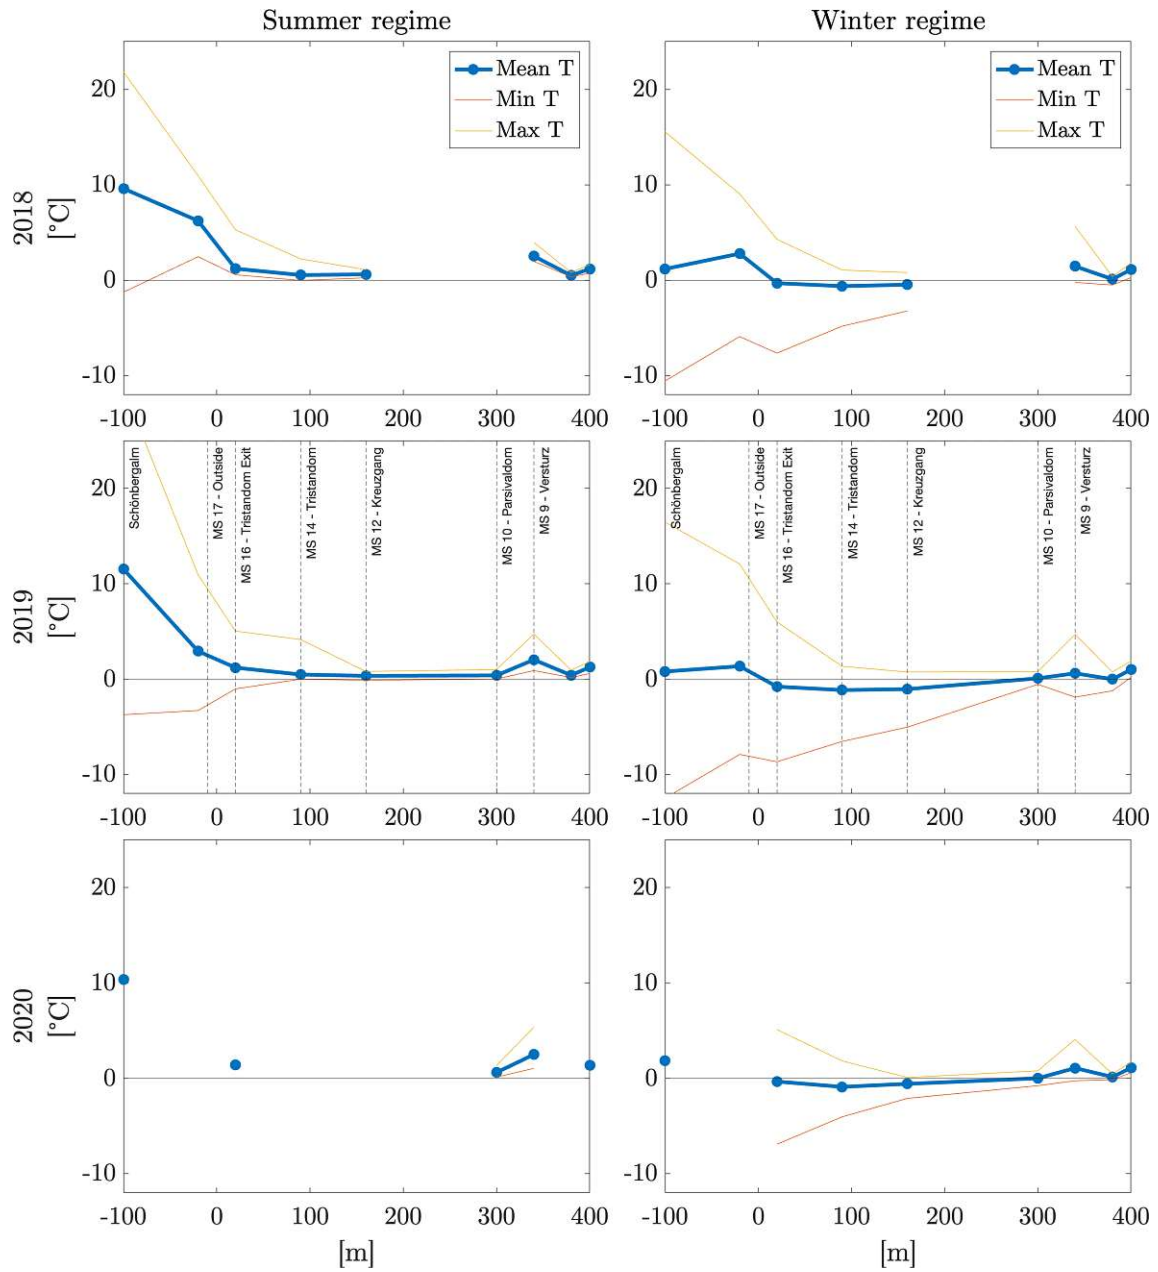 Summer regime
Winter regime
Mean T
Min T
Max T
Mean T
Min T
Max T
2018
[°C]
20
10
0
-10
20
10
0
-10
-100 0 100 200 300 400
-100 0 100 200 300 400
2019
[°C]
20
10
0
-10
Schönbergalm
MS 17 - Outside
MS 16 - Tristandom Exit
MS 14 - Tristandom
MS 12 - Kreuzgang
MS 10 - Parsivaldom
MS 9 - Versturz
20
10
0
-10
Schönbergalm
MS 17 - Outside
MS 16 - Tristandom Exit
MS 14 - Tristandom
MS 12 - Kreuzgang
MS 10 - Parsivaldom
MS 9 - Versturz
-100 0 100 200 300 400
-100 0 100 200 300 400
2020
[°C]
20
10
0
-10
20
10
0
-10
-100 0 100 200 300 400
-100 0 100 200 300 400
[m]
[m]